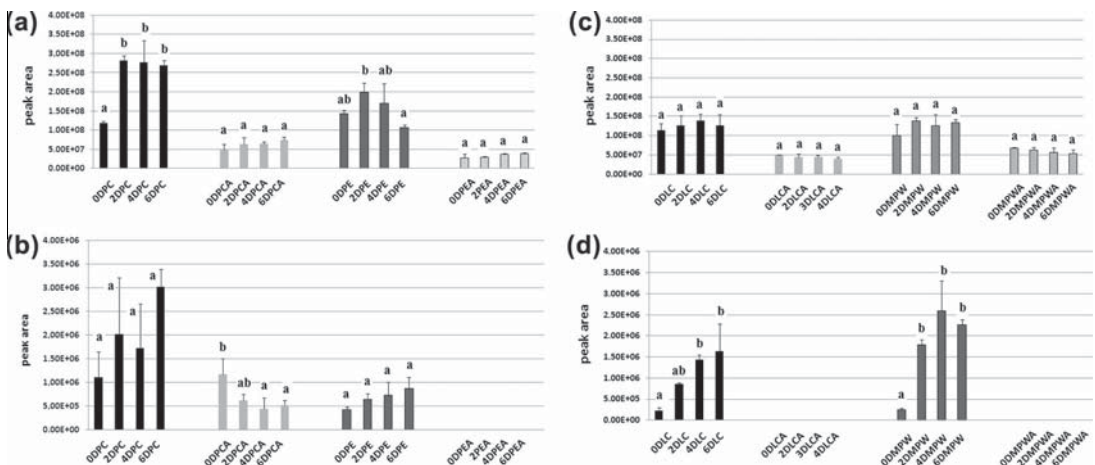 (a)
4.00E+08
3.50E+08
3.00E+08
2.50E+08
2.00E+08
1.50E+08
1.00E+08
5.00E+07
0.00E+00
peak area
a b b b
a a a a
ab b ab a
a a a a
0DPC 2DPC 4DPC 6DPC
0DPCA 2DPCA 4DPCA 6DPCA
0DPE 2DPE 4DPE 6DPE
0DPEA 2PEA 4DPEA 6DPEA
(c)
4.00E+08
3.50E+08
3.00E+08
2.50E+08
2.00E+08
1.50E+08
1.00E+08
5.00E+07
0.00E+00
peak area
a a a a
a a a a
a a a a
a a a a
0DLC 2DLC 4DLC 6DLC
0DLCA 2DLCA 3DLCA 4DLCA
0DMPW 2DMPW 4DMPW 6DMPW
0DMPWA 2DMPWA 4DMPWA 6DMPWA
(b)
4.00E+06
3.50E+06
3.00E+06
2.50E+06
2.00E+06
1.50E+06
1.00E+06
5.00E+05
0.00E+00
peak area
a a a a
b ab a a
a a a a
0DPC 2DPC 4DPC 6DPC
0DPCA 2DPCA 4DPCA 6DPCA
0DPE 2DPE 4DPE 6DPE
0DPEA 2PEA 4DPEA 6DPEA
(d)
4.00E+06
3.50E+06
3.00E+06
2.50E+06
2.00E+06
1.50E+06
1.00E+06
5.00E+05
0.00E+00
peak area
a ab b b
a b b b
0DLC 2DLC 4DLC 6DLC
0DLCA 2DLCA 3DLCA 4DLCA
0DMPW 2DMPW 4DMPW 6DMPW
0DMPWA 2DMPWA 4DMPWA 6DMPWA